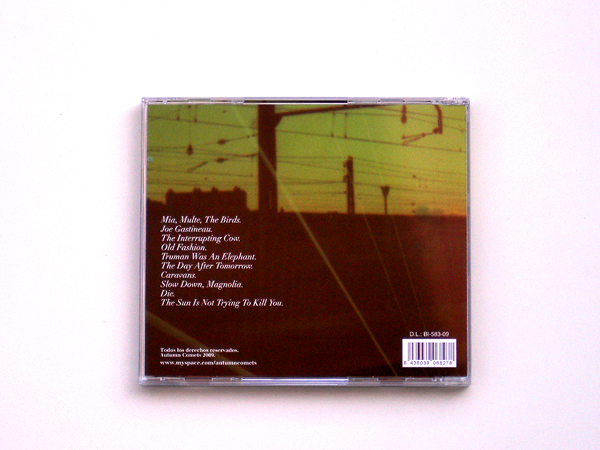 Mia, Multe, The Birds.
Joe Gastineau.
The Interrupting Cow.
Old Fashion.
Truman Was An Elephant.
The Day After Tomorrow.
Caravans.
Slow Down, Magnolia.
Die.
The Sun Is Not Trying To Kill You.
Todos los derechos reservados.
Autumn Comets 2009.
www.myspace.com/autumncomets
D.L.: BI-583-09